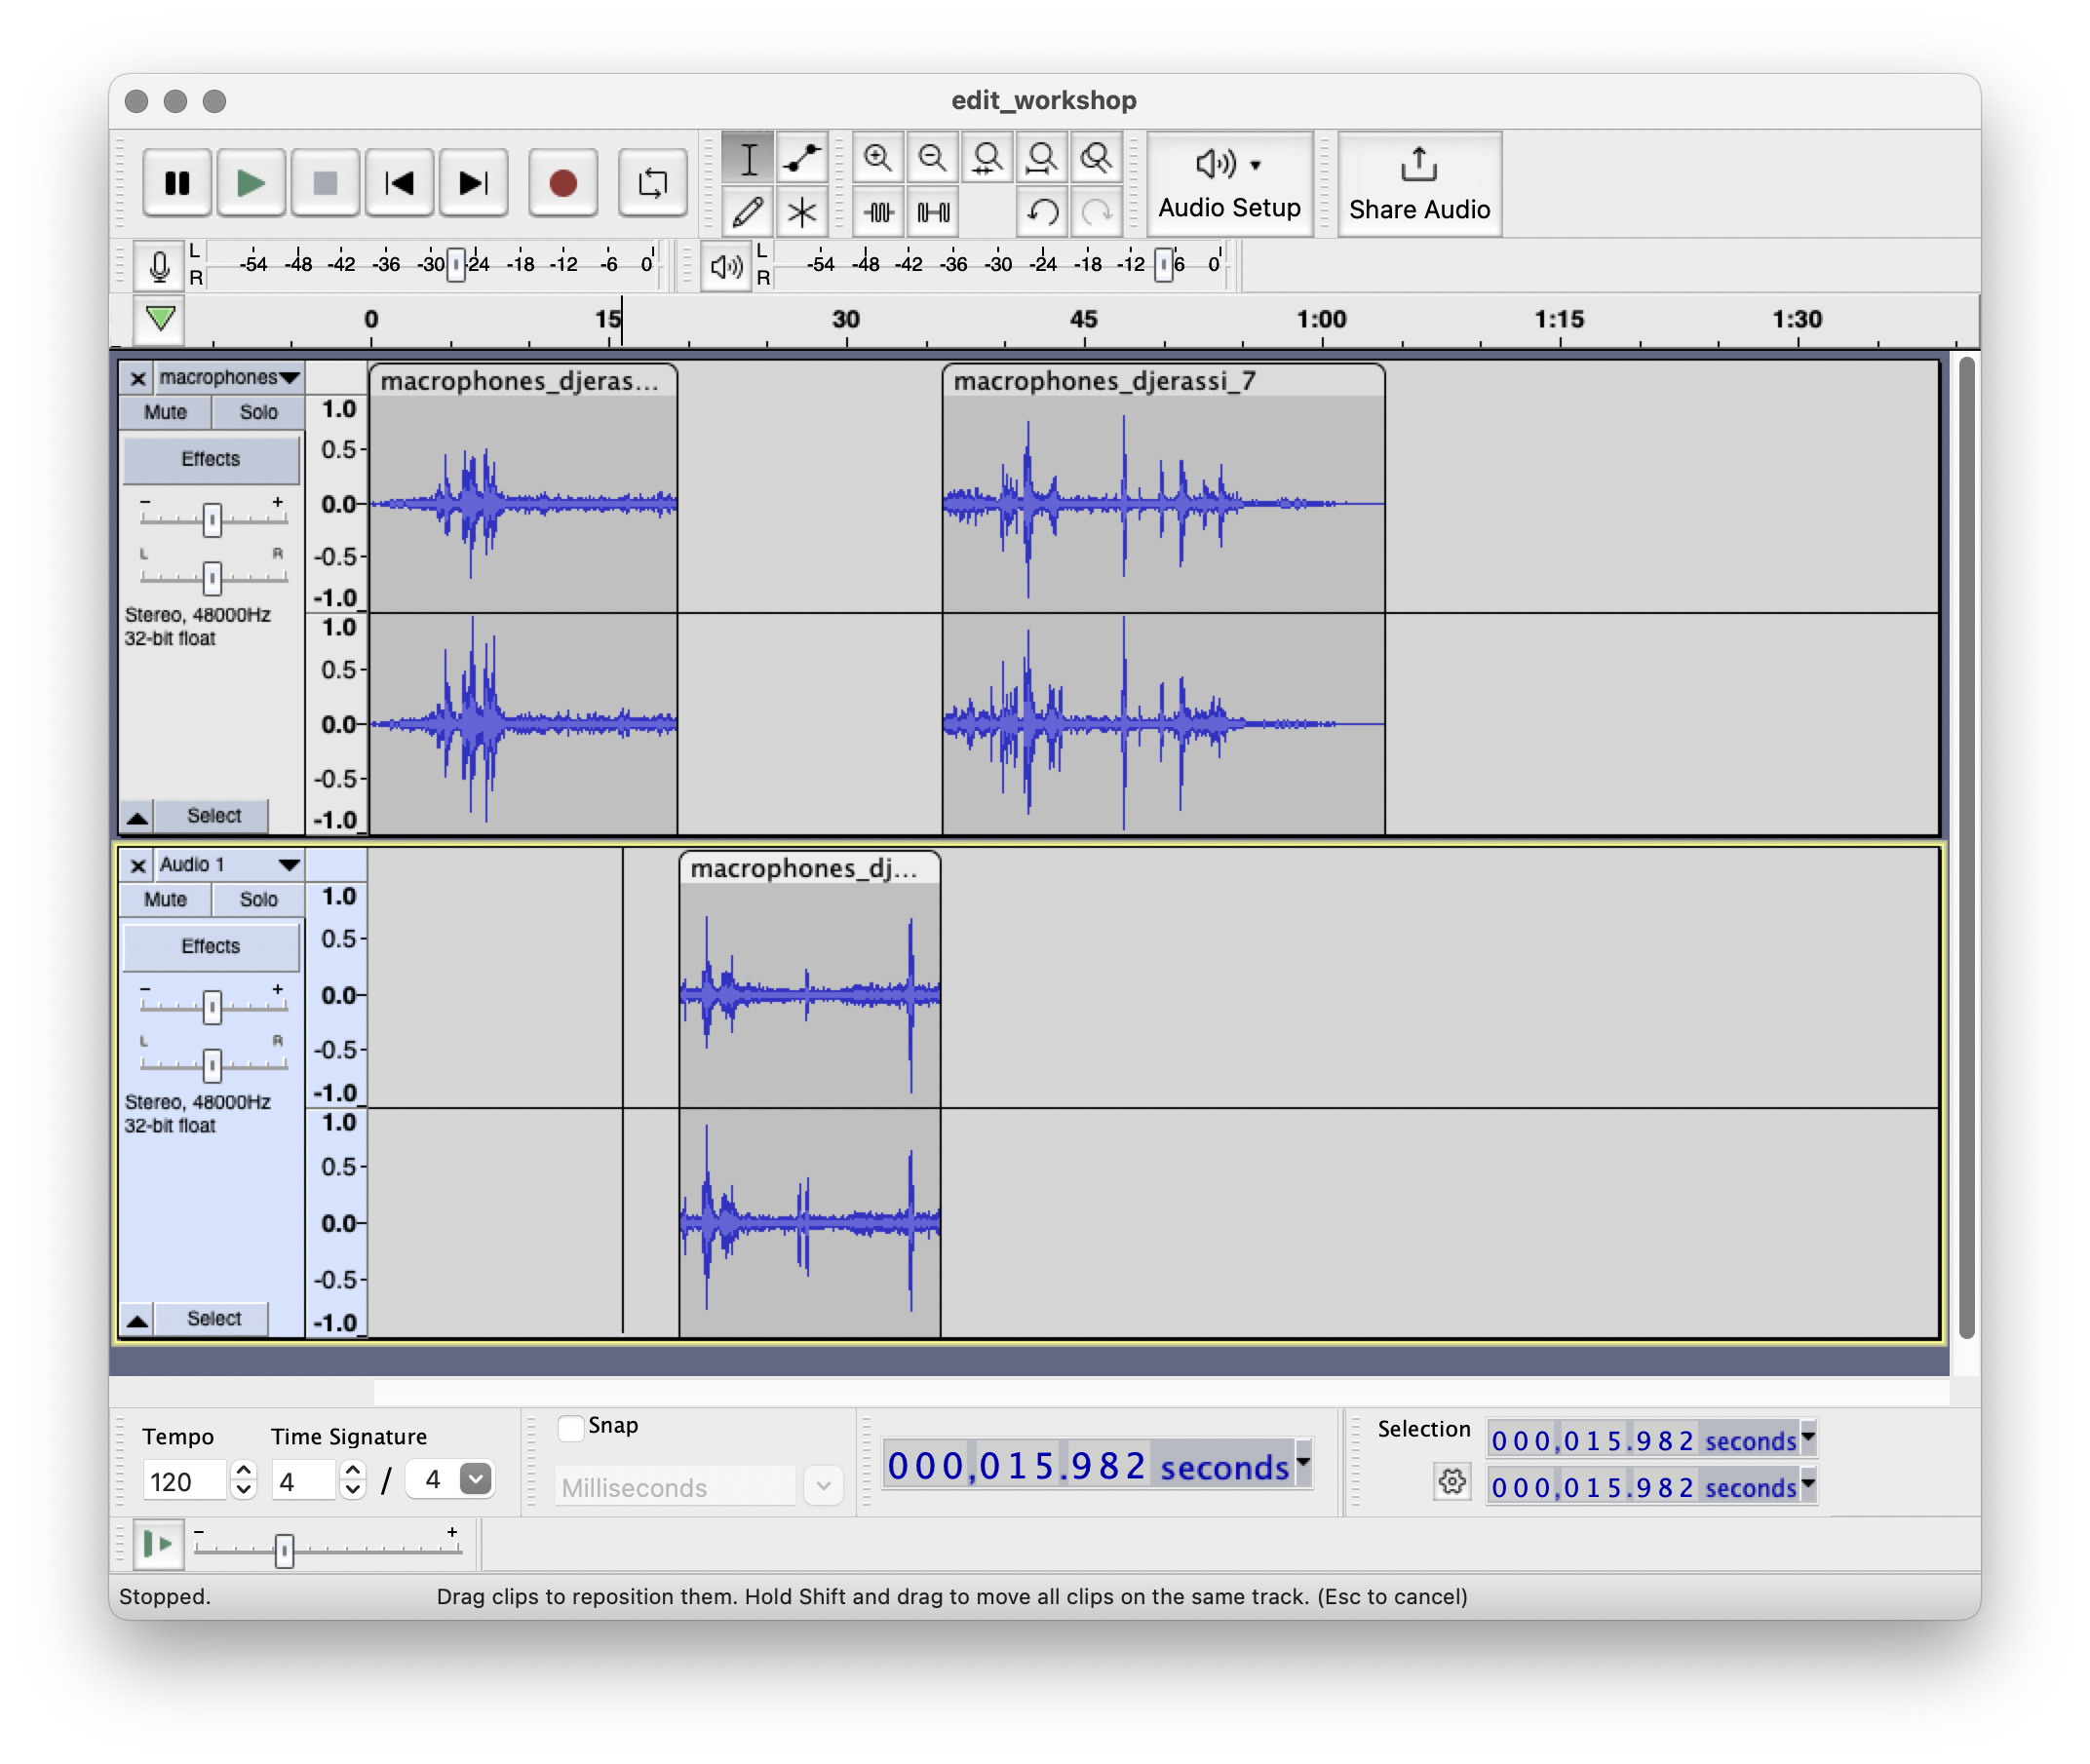 edit_workshop
Audio Setup
Share Audio
L
R
-54 -48 -42 -36 -30 -24 -18 -12 -6 0
L
R
-54 -48 -42 -36 -30 -24 -18 -12 6 0
0 15 30 45 1:00 1:15 1:30
macrophones
macrophones_djeras...
macrophones_djerassi_7
Mute Solo
Effects
- +
L R
Stereo, 48000Hz
32-bit float
Select
1.0
0.5
0.0
-0.5
-1.0
1.0
0.5
0.0
-0.5
-1.0
Audio 1
macrophones_dj...
Mute Solo
Effects
- +
L R
Stereo, 48000Hz
32-bit float
Select
1.0
0.5
0.0
-0.5
-1.0
1.0
0.5
0.0
-0.5
-1.0
Tempo
120
Time Signature
4 / 4
Snap
Milliseconds
000,015.982 seconds
Selection
000,015.982 seconds
000,015.982 seconds
- +
Stopped.
Drag clips to reposition them. Hold Shift and drag to move all clips on the same track. (Esc to cancel)